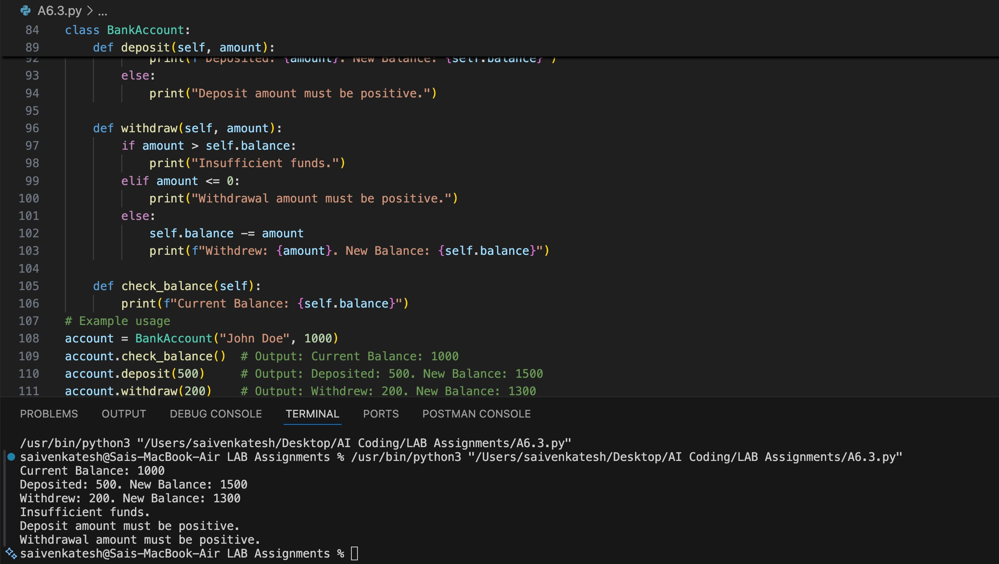 A6.3.py > ...
84 class BankAccount:
89 def deposit(self, amount):
92 print(f"Deposited: {amount}. New Balance: {self.balance}")
93 else:
94 print("Deposit amount must be positive.")
95
96 def withdraw(self, amount):
97 if amount > self.balance:
98 print("Insufficient funds.")
99 elif amount <= 0:
100 print("Withdrawal amount must be positive.")
101 else:
102 self.balance -= amount
103 print(f"Withdrew: {amount}. New Balance: {self.balance}")
104
105 def check_balance(self):
106 print(f"Current Balance: {self.balance}")
107 # Example usage
108 account = BankAccount("John Doe", 1000)
109 account.check_balance()  # Output: Current Balance: 1000
110 account.deposit(500)     # Output: Deposited: 500. New Balance: 1500
111 account.withdraw(200)    # Output: Withdrew: 200. New Balance: 1300
PROBLEMS OUTPUT DEBUG CONSOLE TERMINAL PORTS POSTMAN CONSOLE
/usr/bin/python3 "/Users/saivenkatesh/Desktop/AI Coding/LAB Assignments/A6.3.py"
saivenkatesh@Sais-MacBook-Air LAB Assignments % /usr/bin/python3 "/Users/saivenkatesh/Desktop/AI Coding/LAB Assignments/A6.3.py"
Current Balance: 1000
Deposited: 500. New Balance: 1500
Withdrew: 200. New Balance: 1300
Insufficient funds.
Deposit amount must be positive.
Withdrawal amount must be positive.
saivenkatesh@Sais-MacBook-Air LAB Assignments %